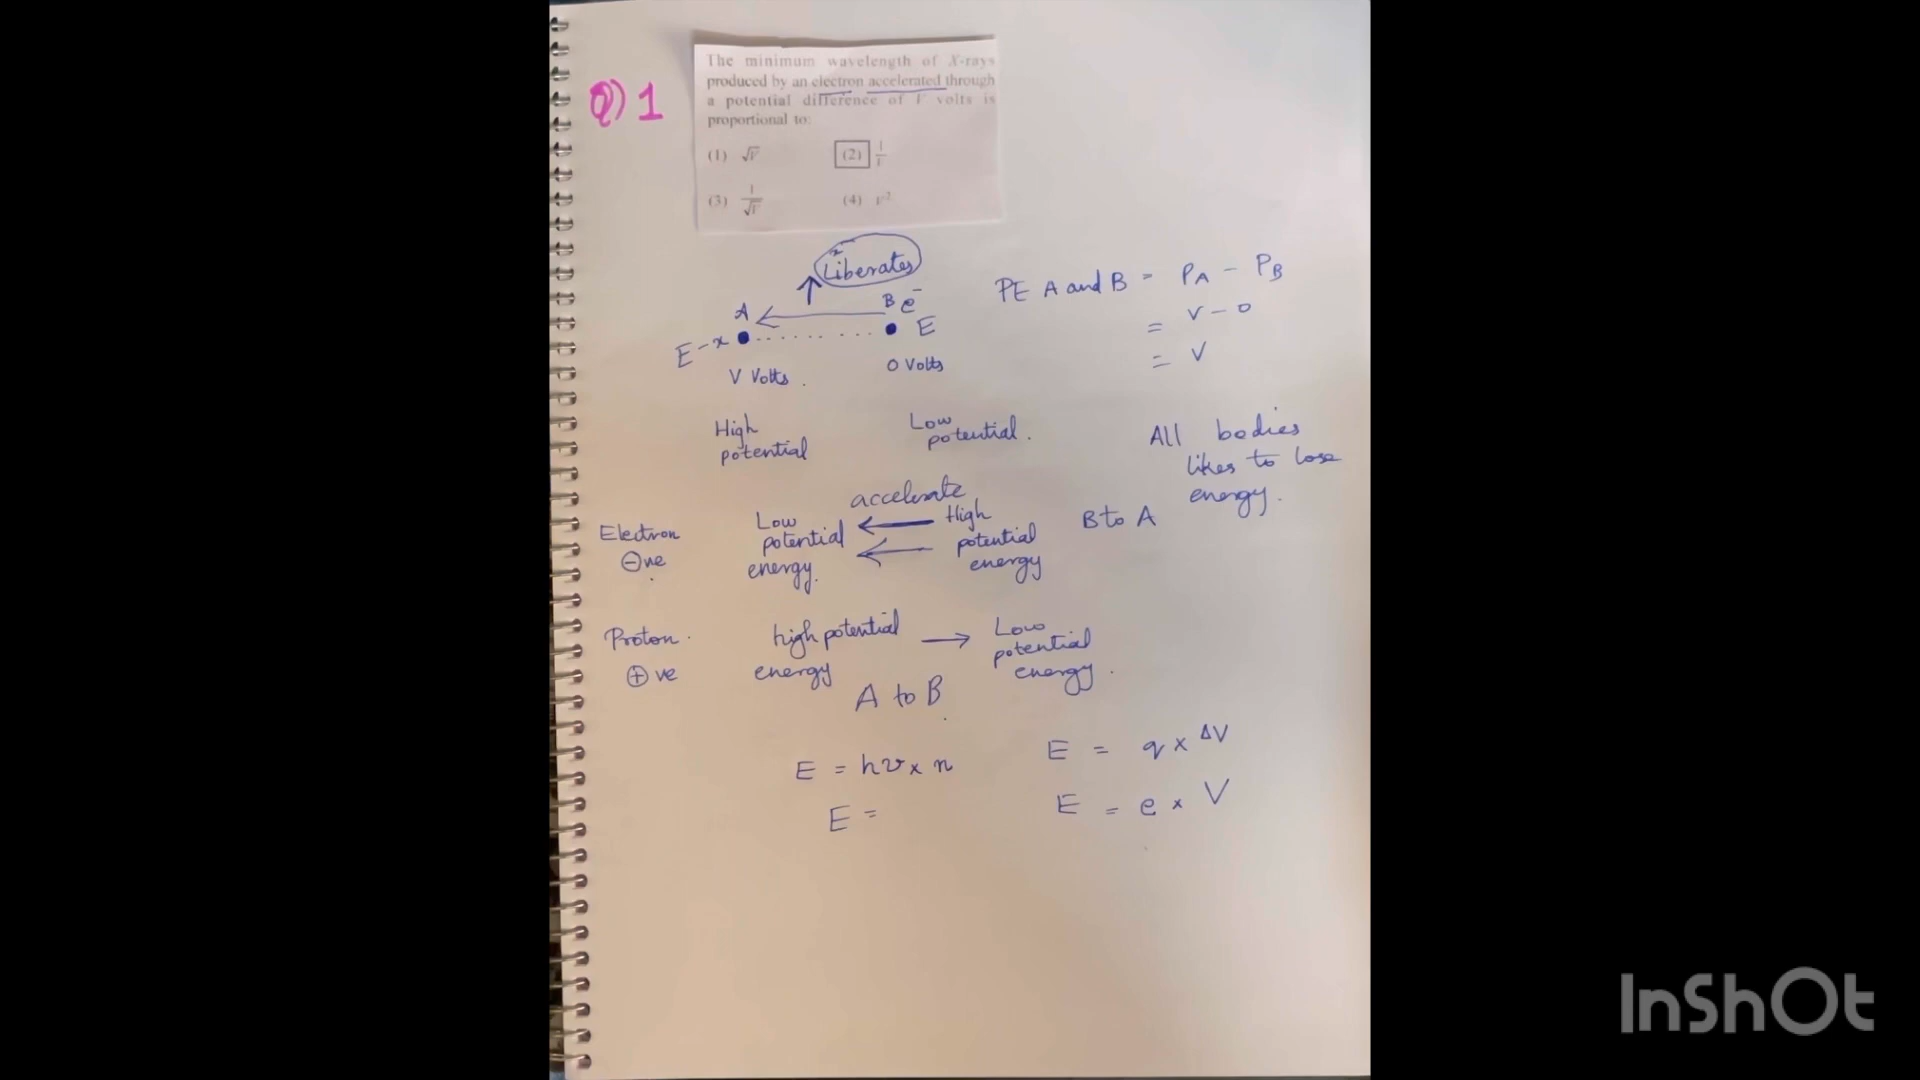 Q) 1
The minimum wavelength of X-rays
produced by an electron accelerated through
a potential difference of V volts is
proportional to:
(1) √V (2) 1/V
(3) 1/√V (4) V²
x
Liberates
A B e⁻
E-x E
V Volts. 0 Volts
PE A and B = PA - PB
= V - 0
= V
High
potential
Low
potential.
All bodies
likes to lose
energy.
accelerate
Electron
⊖ve
Low
potential
energy.
High
potential
energy
B to A
Proton.
⊕ve
high potential
energy
→
Low
potential
energy.
A to B
E = hν x n
E =
E = q x ΔV
E = e x V
InShOt